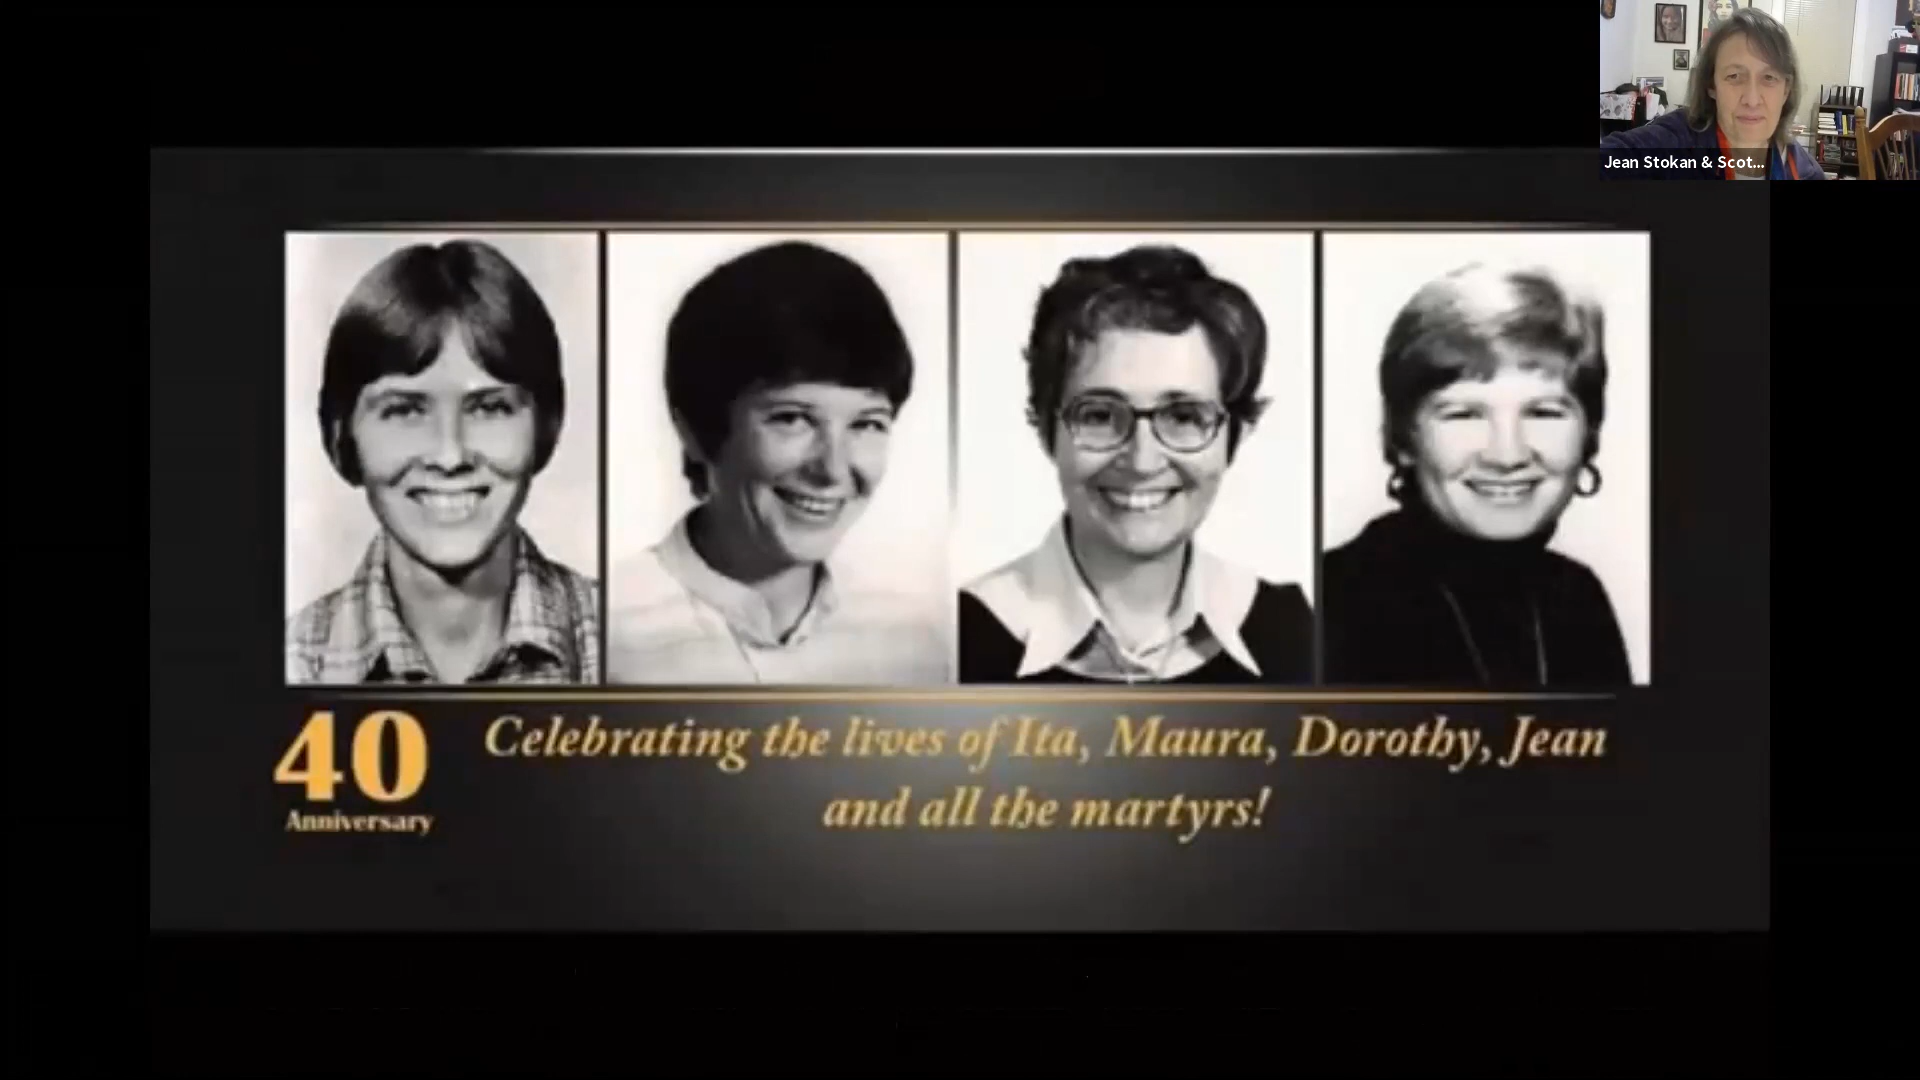 Jean Stokan & Scot...
40
Anniversary
Celebrating the lives of Ita, Maura, Dorothy, Jean
and all the martyrs!